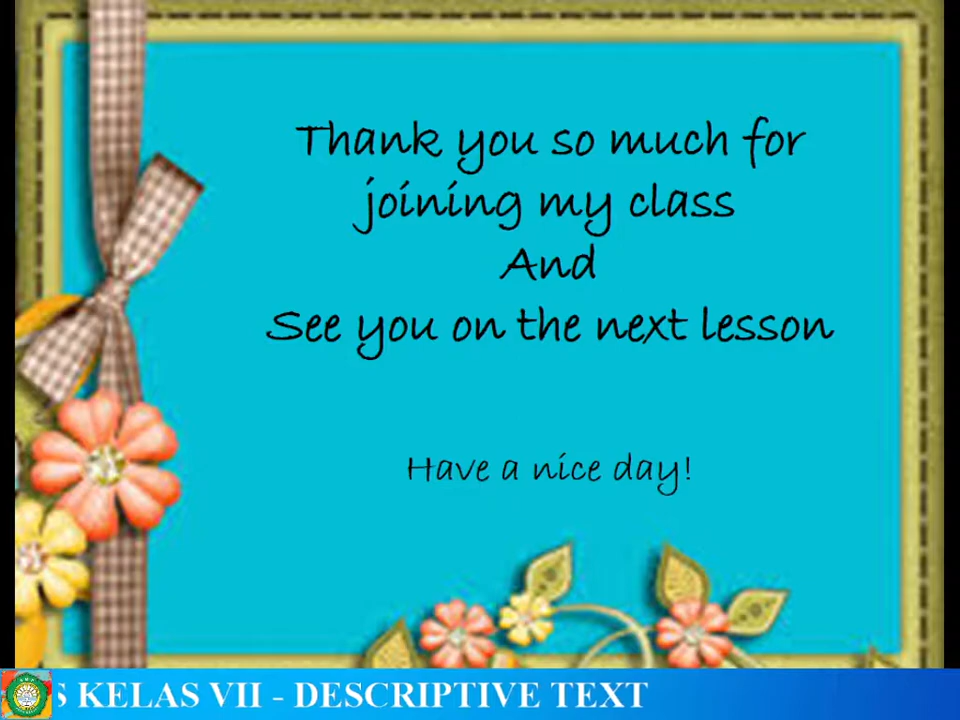 Thank you so much for
joining my class
And
See you on the next lesson
Have a nice day!
S KELAS VII - DESCRIPTIVE TEXT